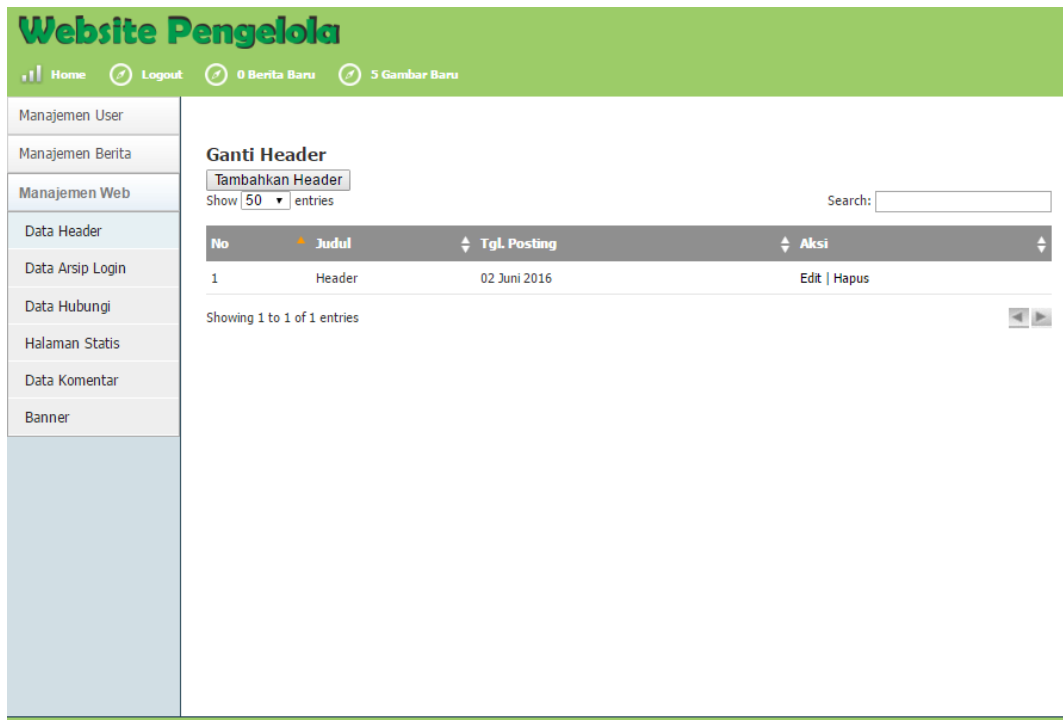 Website Pengelola
Home Logout 0 Berita Baru 5 Gambar Baru
Manajemen User
Manajemen Berita
Manajemen Web
Data Header
Data Arsip Login
Data Hubungi
Halaman Statis
Data Komentar
Banner
Ganti Header
Tambahkan Header
Show 50 entries Search:
No Judul Tgl. Posting Aksi
1 Header 02 Juni 2016 Edit | Hapus
Showing 1 to 1 of 1 entries